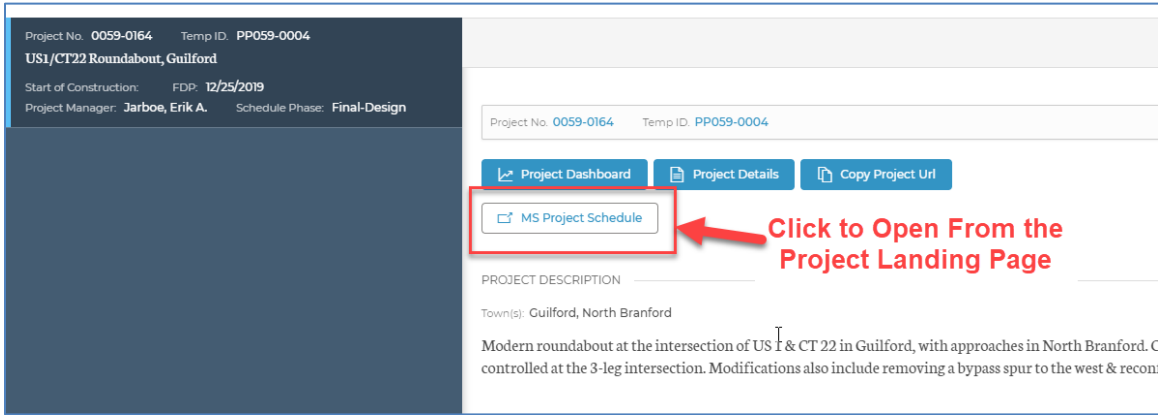 Project No. 0059-0164 Temp ID. PP059-0004
US1/CT22 Roundabout, Guilford
Start of Construction: FDP: 12/25/2019
Project Manager: Jarboe, Erik A. Schedule Phase: Final-Design
Project No. 0059-0164 Temp ID. PP059-0004
Project Dashboard Project Details Copy Project Url
MS Project Schedule
Click to Open From the
Project Landing Page
PROJECT DESCRIPTION
Town(s): Guilford, North Branford
Modern roundabout at the intersection of US 1 & CT 22 in Guilford, with approaches in North Branford.
controlled at the 3-leg intersection. Modifications also include removing a bypass spur to the west &